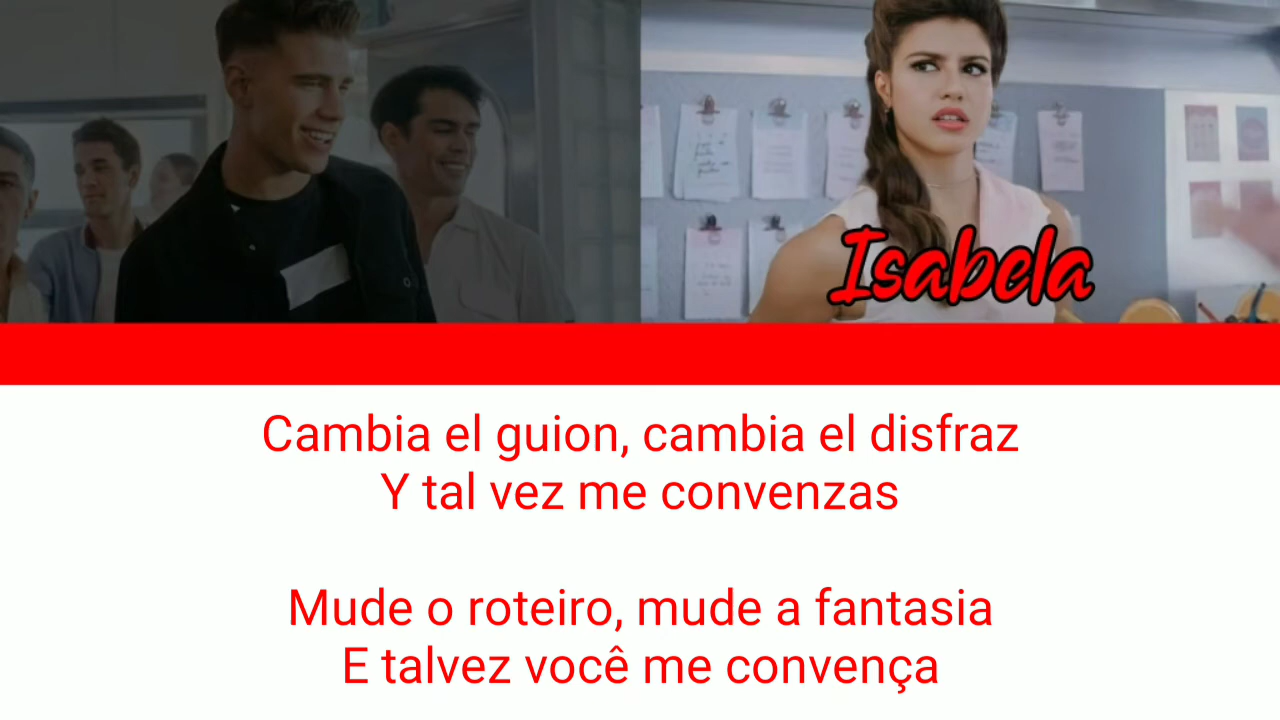 Isabela
Cambia el guion, cambia el disfraz
Y tal vez me convenzas
Mude o roteiro, mude a fantasia
E talvez você me convença